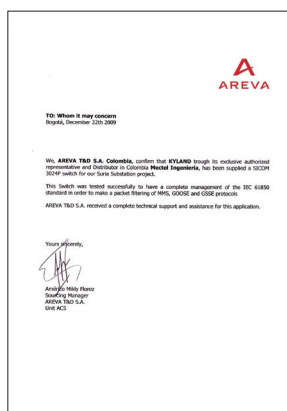 AREVA
TO: Whom it may concern
Bogotá, December 22th 2009
We, AREVA T&D S.A. Colombia, confirm that KYLAND trough its exclusive authorized
representative and Distributor in Colombia Mectel Ingeniería, has been supplied a SICOM
3024P switch for our Suria Substation project.
This Switch was tested successfully to have a complete management of the IEC 61850
standard in order to make a packet filtering of MMS, GOOSE and GSSE protocols
AREVA T&D S.A. received a complete technical support and assistance for this application.
Yours sincerely,
Américo Mikly Florez
Sourcing Manager
AREVA T&D S.A.
Unit ACS